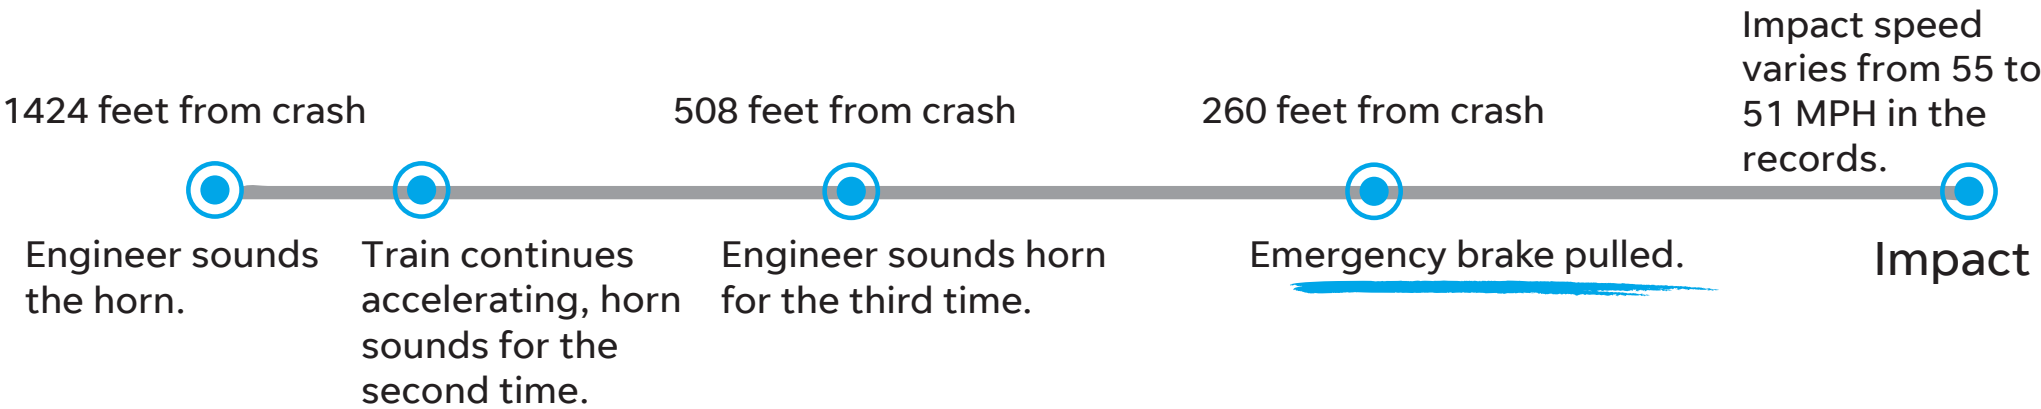 1424 feet from crash
Engineer sounds
the horn.
Train continues
accelerating, horn
sounds for the
second time.
508 feet from crash
Engineer sounds horn
for the third time.
260 feet from crash
Emergency brake pulled.
Impact speed
varies from 55 to
51 MPH in the
records.
Impact